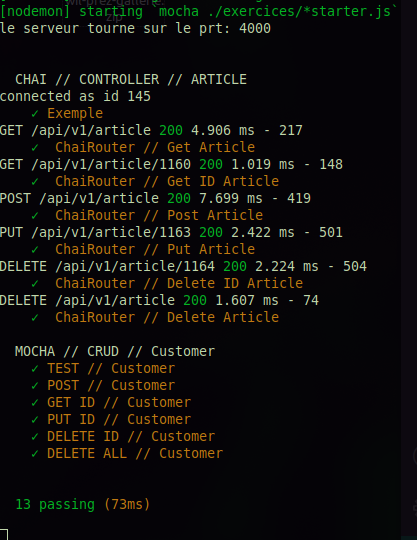 [nodemon] starting `mocha ./exercices/*starter.js`
zip
le serveur tourne sur le prt: 4000
CHAI // CONTROLLER // ARTICLE
connected as id 145
✓ Exemple
GET /api/v1/article 200 4.906 ms - 217
✓ ChaiRouter // Get Article
GET /api/v1/article/1160 200 1.019 ms - 148
✓ ChaiRouter // Get ID Article
POST /api/v1/article 200 7.699 ms - 419
✓ ChaiRouter // Post Article
PUT /api/v1/article/1163 200 2.422 ms - 501
✓ ChaiRouter // Put Article
DELETE /api/v1/article/1164 200 2.224 ms - 504
✓ ChaiRouter // Delete ID Article
DELETE /api/v1/article 200 1.607 ms - 74
✓ ChaiRouter // Delete Article
MOCHA // CRUD // Customer
✓ TEST // Customer
✓ POST // Customer
✓ GET ID // Customer
✓ PUT ID // Customer
✓ DELETE ID // Customer
✓ DELETE ALL // Customer
13 passing (73ms)